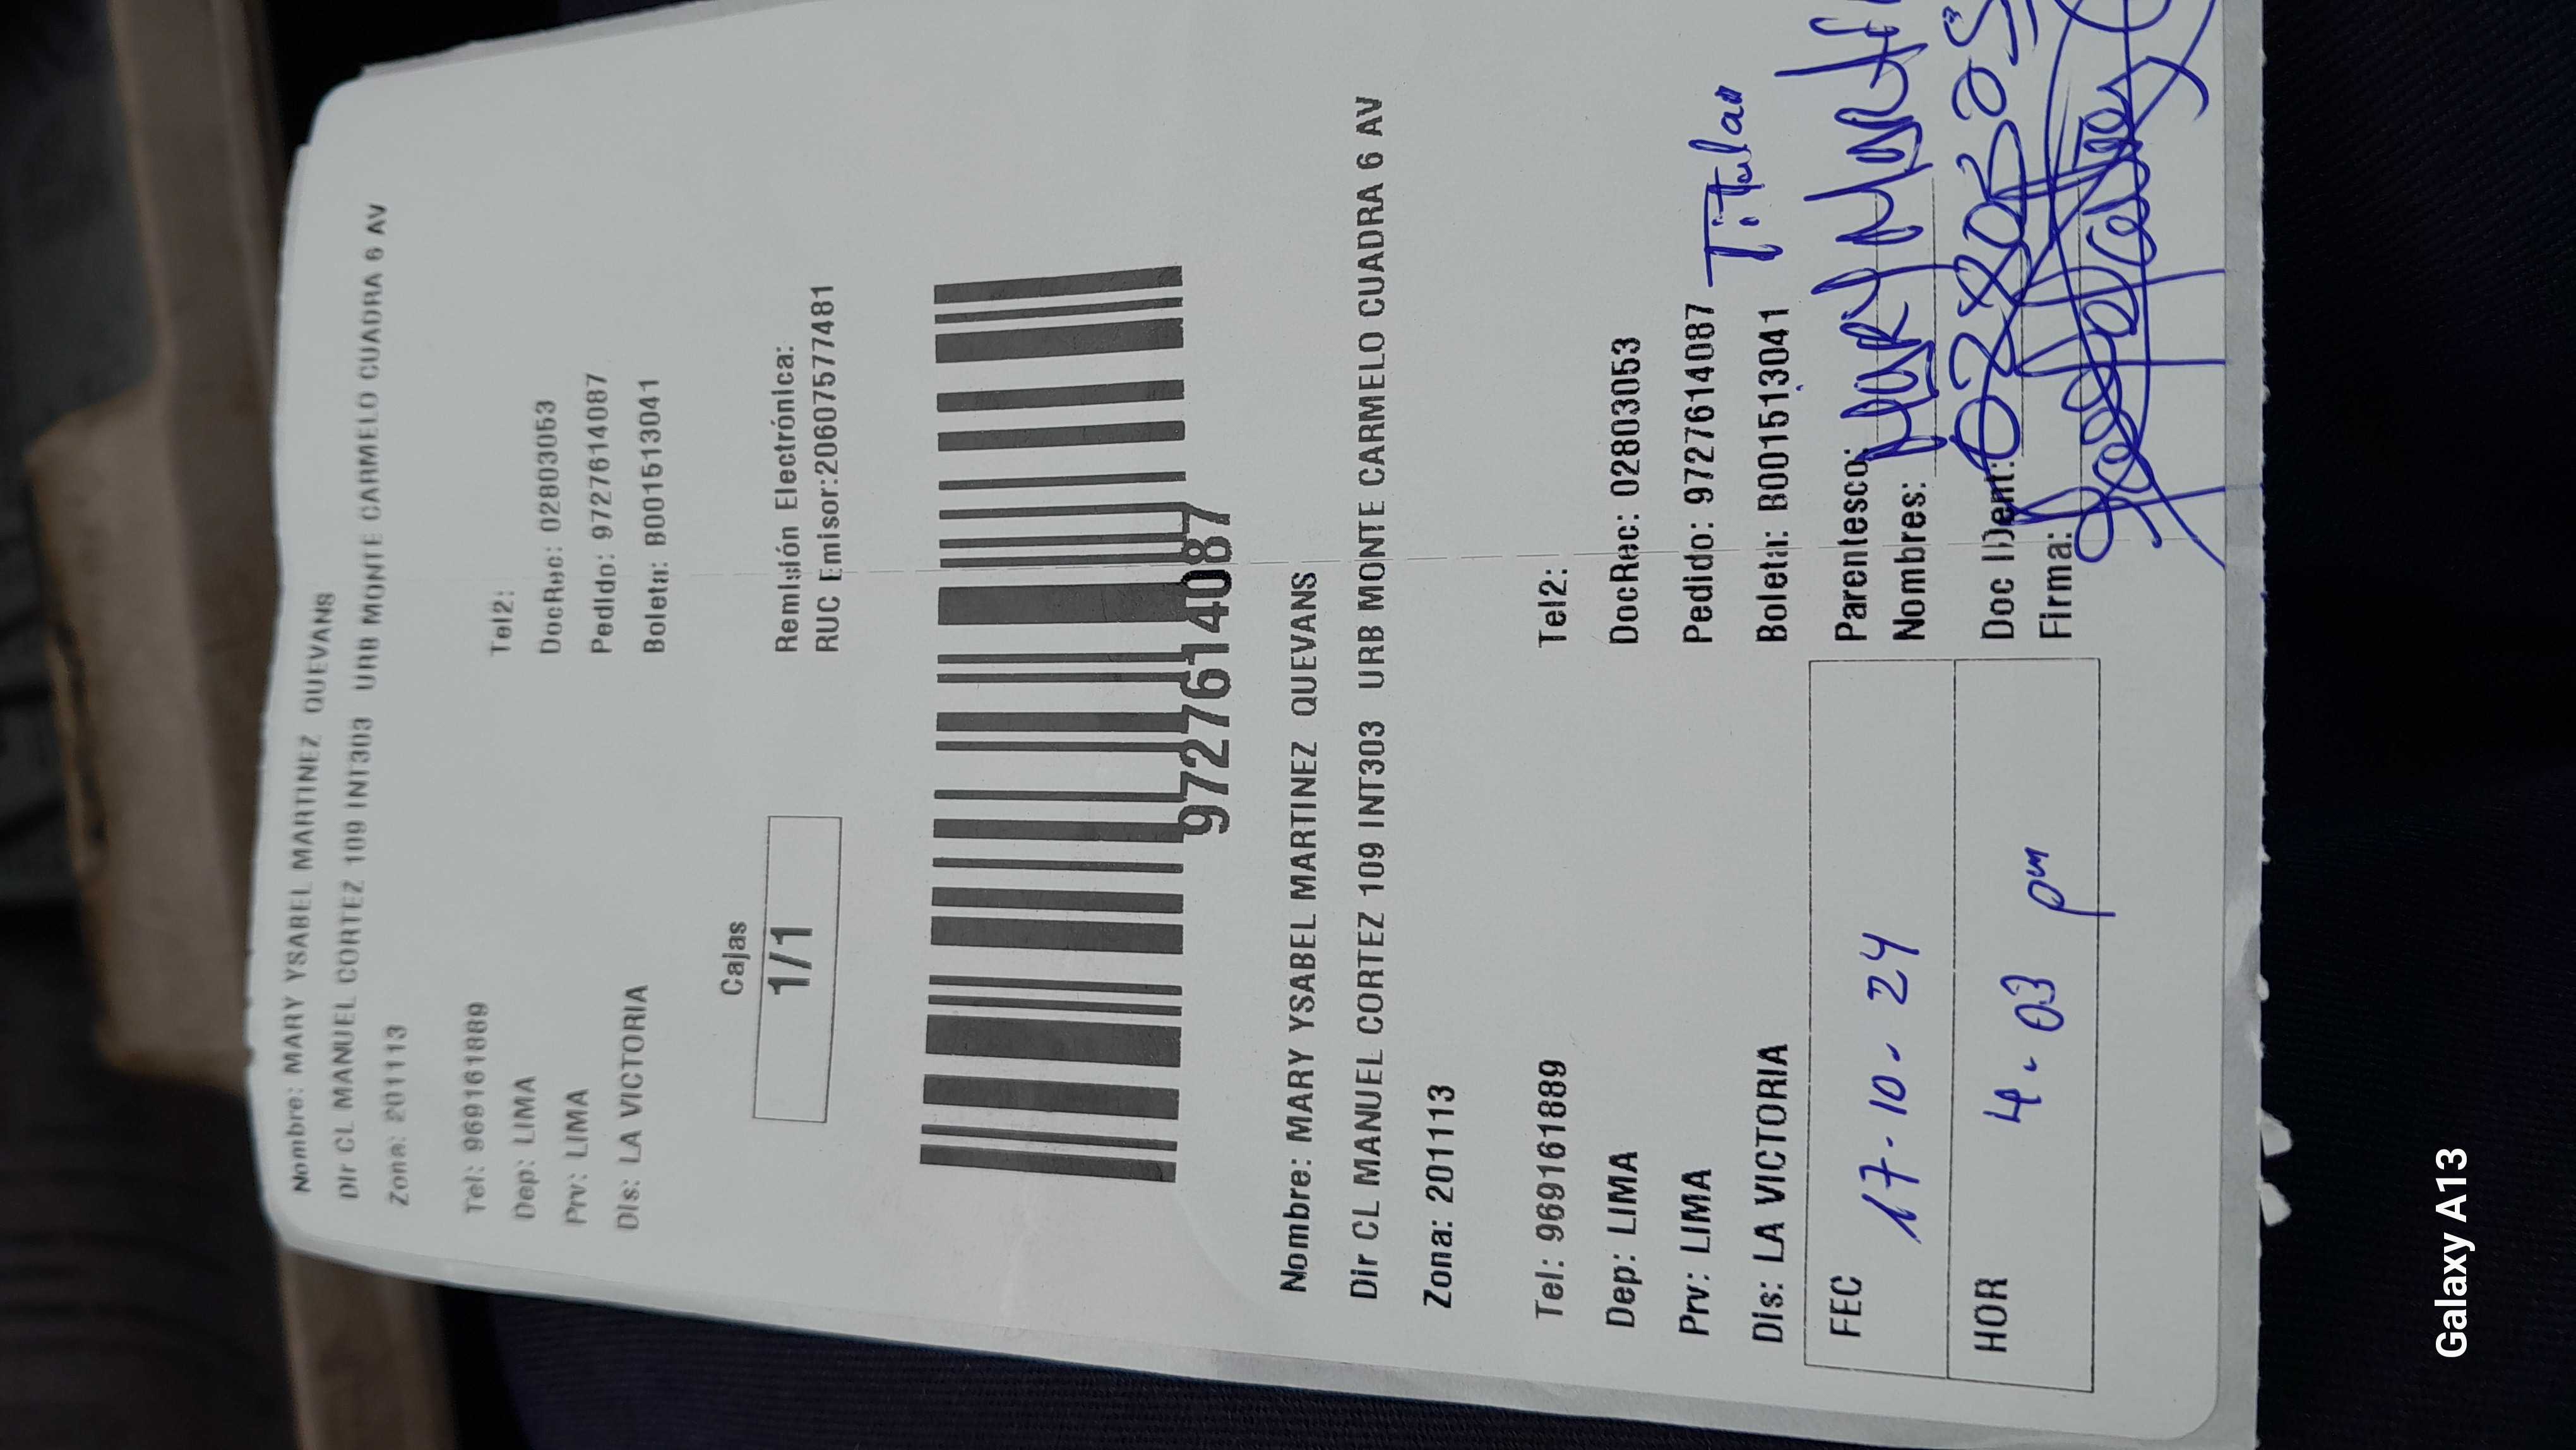 Nombre: MARY YSABEL MARTINEZ QUEVANS
Dir CL MANUEL CORTEZ 109 INT303 URB MONTE CARMELO CUADRA 6 AV
Zona: 201113
Tel: 969161889 Tel2:
Dep: LIMA DocRec: 02803053
Prv: LIMA Pedido: 9727614087
Dis: LA VICTORIA Boleta: B001513041
Cajas
1/1
Remisión Electrónica:
RUC Emisor:20607577481
9727614087
Nombre: MARY YSABEL MARTINEZ QUEVANS
Dir CL MANUEL CORTEZ 109 INT303 URB MONTE CARMELO CUADRA 6 AV
Zona: 201113
Tel: 969161889 Tel2:
Dep: LIMA DocRec: 02803053
Prv: LIMA Pedido: 9727614087
Dis: LA VICTORIA Boleta: B001513041
Titular
FEC 17-10-24
Parentesco:
Nombres: MARY
HOR 4.03 pm
Doc Ident:
Firma:
Galaxy A13